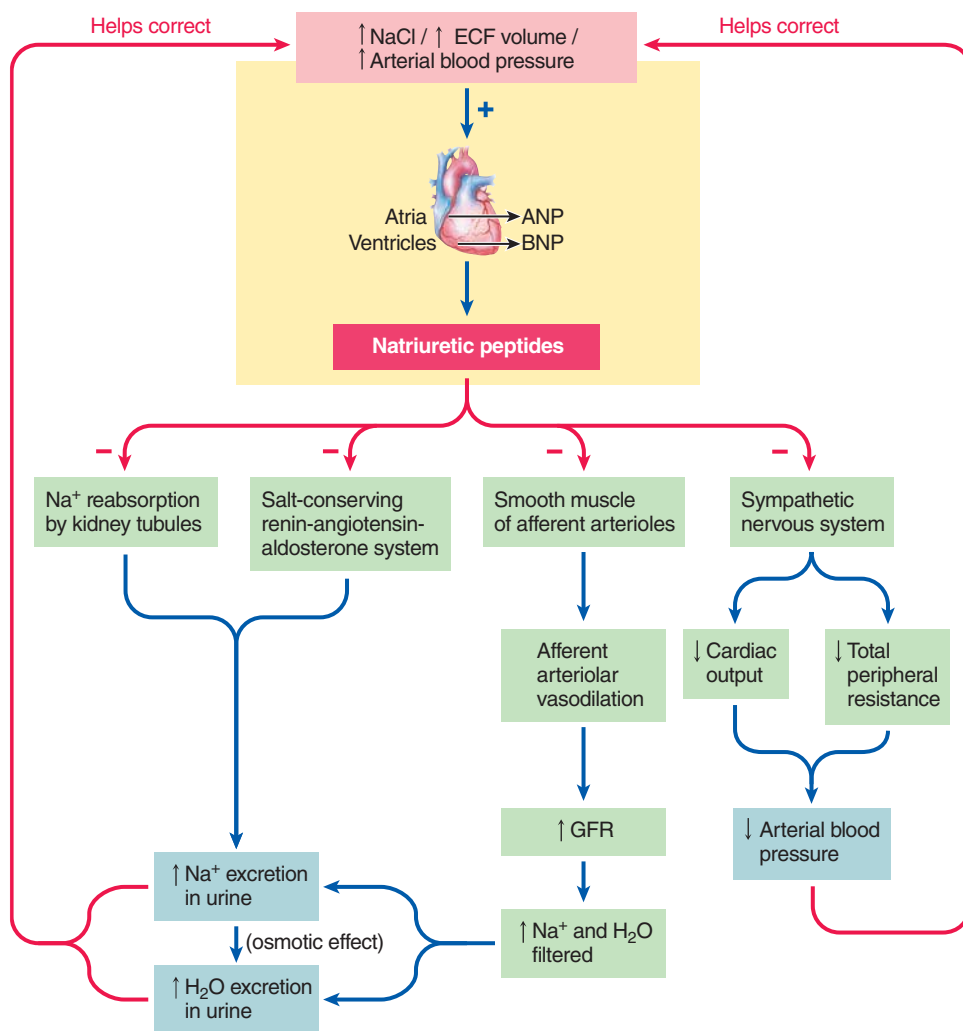 Helps correct
Helps correct
↑NaCl / ↑ ECF volume /
↑Arterial blood pressure
+
Atria
ANP
Ventricles
BNP
Natriuretic peptides
–
–
–
–
Na⁺ reabsorption
by kidney tubules
Salt-conserving
renin-angiotensin-
aldosterone system
Smooth muscle
of afferent arterioles
Sympathetic
nervous system
Afferent
arteriolar
vasodilation
↓ Cardiac
output
↓ Total
peripheral
resistance
↑ GFR
↓ Arterial blood
pressure
↑ Na⁺ excretion
in urine
(osmotic effect)
↑ H₂O excretion
in urine
↑ Na⁺ and H₂O
filtered